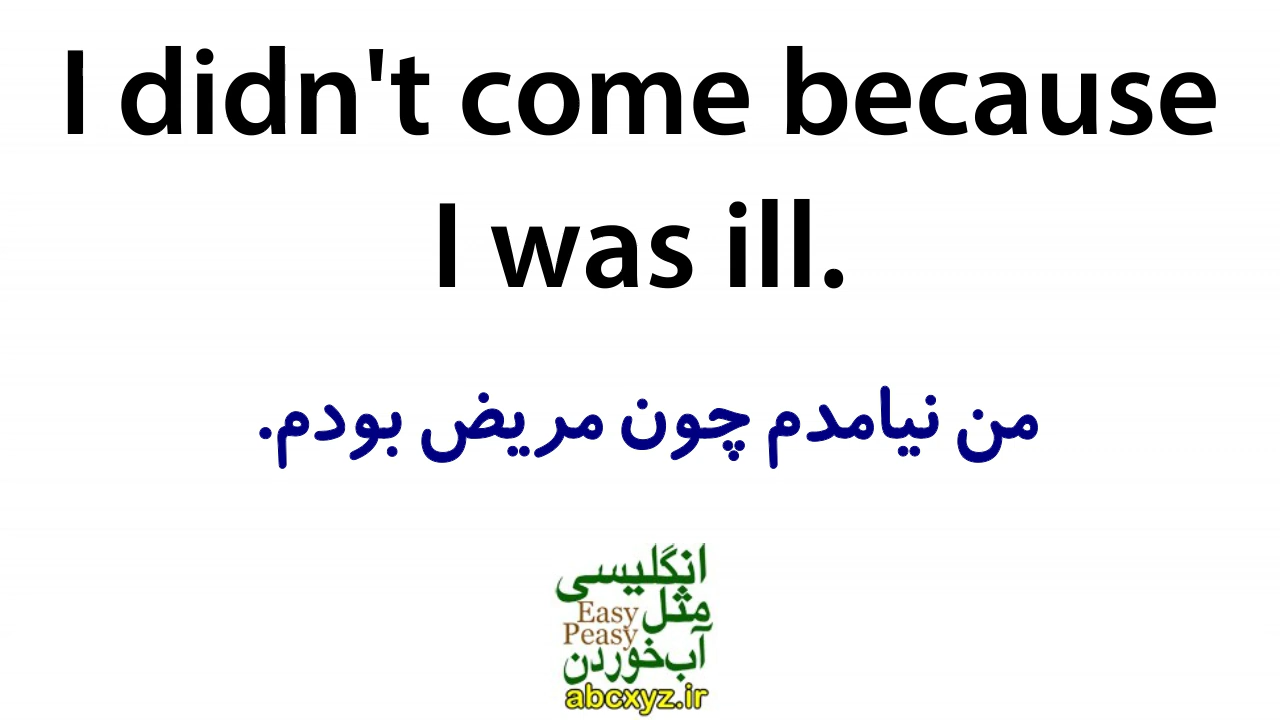 I didn't come because
I was ill.
من نیامدم چون مریض بودم.
انگلیسی
مثل Easy
Peasy
آب‌خوردن
abcxyz.ir